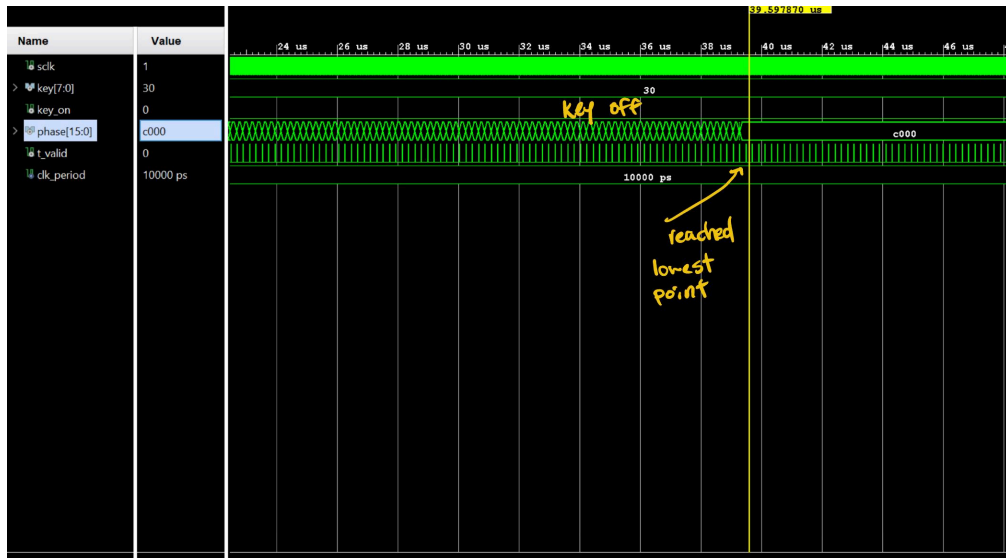 39.597870 us
Name Value
24 us 26 us 28 us 30 us 32 us 34 us 36 us 38 us 40 us 42 us 44 us 46 us
sclk 1
key[7:0] 30 30
key_on 0 key off
phase[15:0] c000 c000
t_valid 0
clk_period 10000 ps 10000 ps
reached
lowest
point